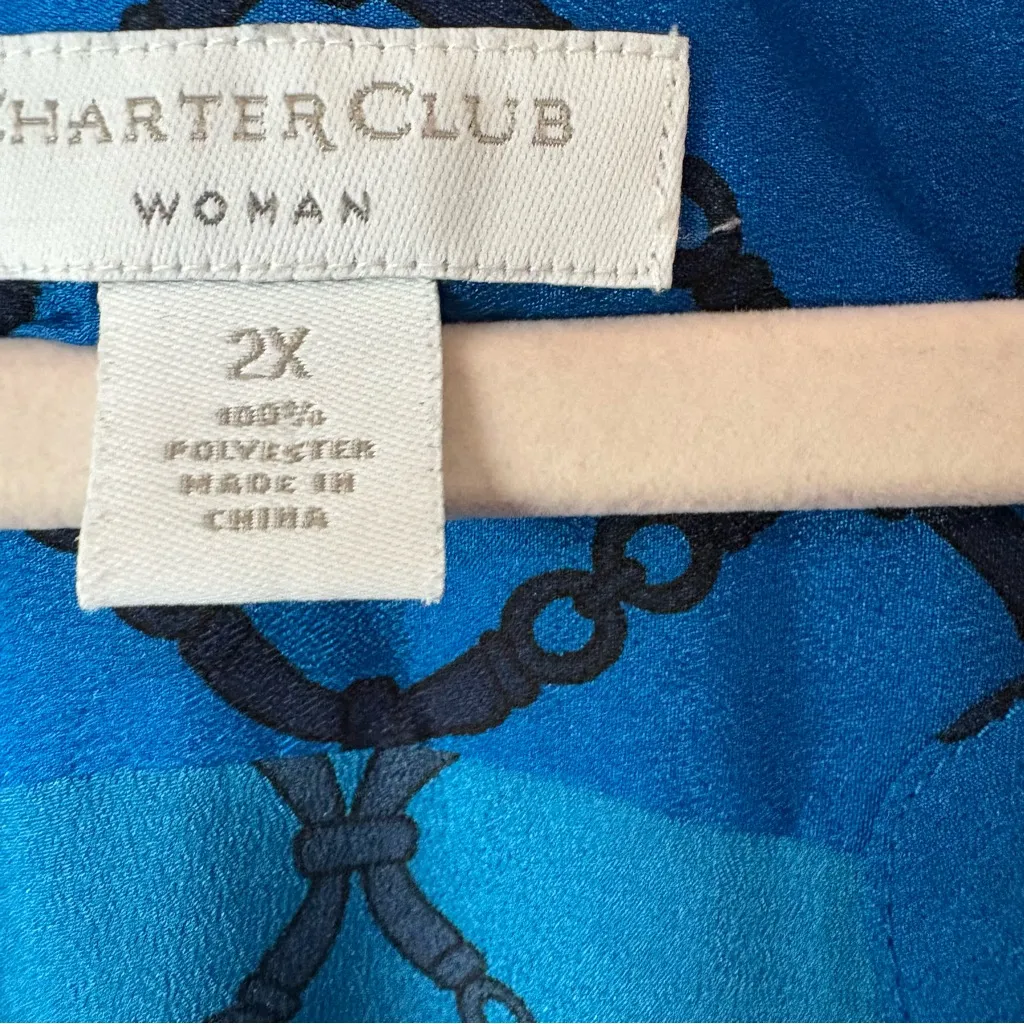 CHARTER CLUB
WOMAN
2X
100%
POLYESTER
MADE IN
CHINA